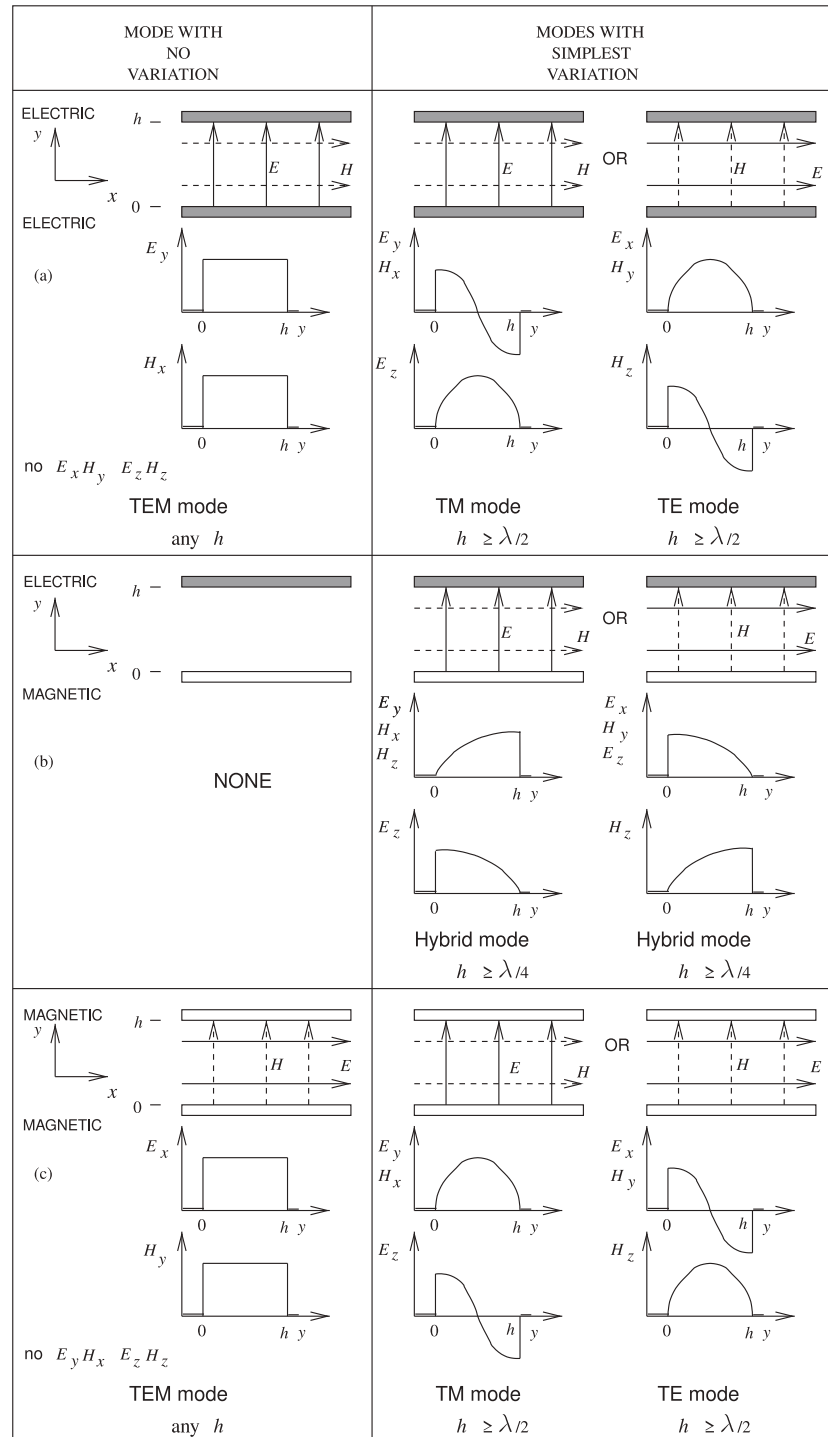 MODE WITH
NO
VARIATION
MODES WITH
SIMPLEST
VARIATION
ELECTRIC
y
x
h
0
ELECTRIC
(a)
E
H
E y
0 h y
H x
0 h y
no E x H y E z H z
TEM mode
any h
E
H
E y
H x
0 h y
E z
0 h y
TM mode
h ≥ λ/2
OR
H
E
E x
H y
0 h y
H z
0 h y
TE mode
h ≥ λ/2
ELECTRIC
y
x
h
0
MAGNETIC
(b)
NONE
E
H
E y
H x
H z
0 h y
E z
0 h y
Hybrid mode
h ≥ λ/4
OR
H
E
E x
H y
E z
0 h y
H z
0 h y
Hybrid mode
h ≥ λ/4
MAGNETIC
y
x
h
0
MAGNETIC
(c)
H
E
E x
0 h y
H y
0 h y
no E y H x E z H z
TEM mode
any h
E
H
E y
H x
0 h y
E z
0 h y
TM mode
h ≥ λ/2
OR
H
E
E x
H y
0 h y
H z
0 h y
TE mode
h ≥ λ/2